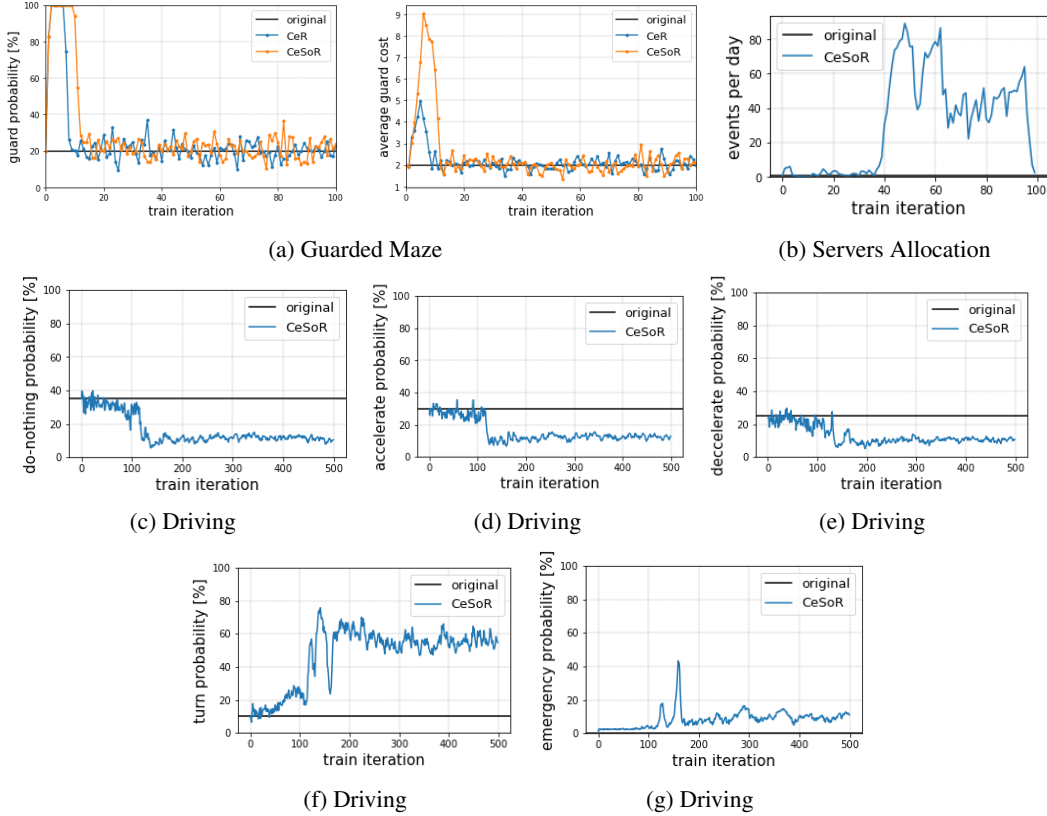 original
CeR
CeSoR
guard probability [%]
100
80
60
40
20
0
0 20 40 60 80 100
train iteration
original
CeR
CeSoR
average guard cost
9
8
7
6
5
4
3
2
1
0 20 40 60 80 100
train iteration
(a) Guarded Maze
original
CeSoR
events per day
80
60
40
20
0
0 20 40 60 80 100
train iteration
(b) Servers Allocation
original
CeSoR
do-nothing probability [%]
100
80
60
40
20
0
0 100 200 300 400 500
train iteration
(c) Driving
original
CeSoR
accelerate probability [%]
100
80
60
40
20
0
0 100 200 300 400 500
train iteration
(d) Driving
original
CeSoR
deccelerate probability [%]
100
80
60
40
20
0
0 100 200 300 400 500
train iteration
(e) Driving
original
CeSoR
turn probability [%]
100
80
60
40
20
0
0 100 200 300 400 500
train iteration
(f) Driving
original
CeSoR
emergency probability [%]
100
80
60
40
20
0
0 100 200 300 400 500
train iteration
(g) Driving